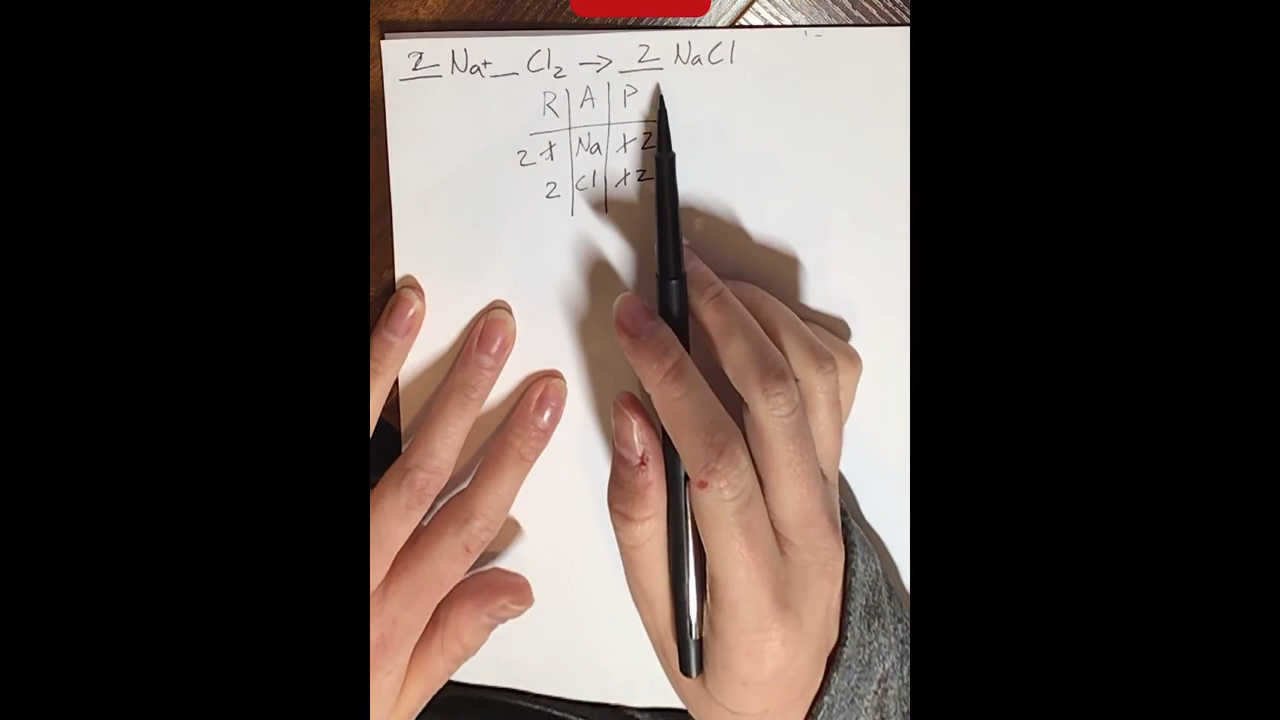 2 Na + __ Cl₂ → 2 NaCl
R | A | P
2 1 | Na | 1 2
2 | Cl | 1 2